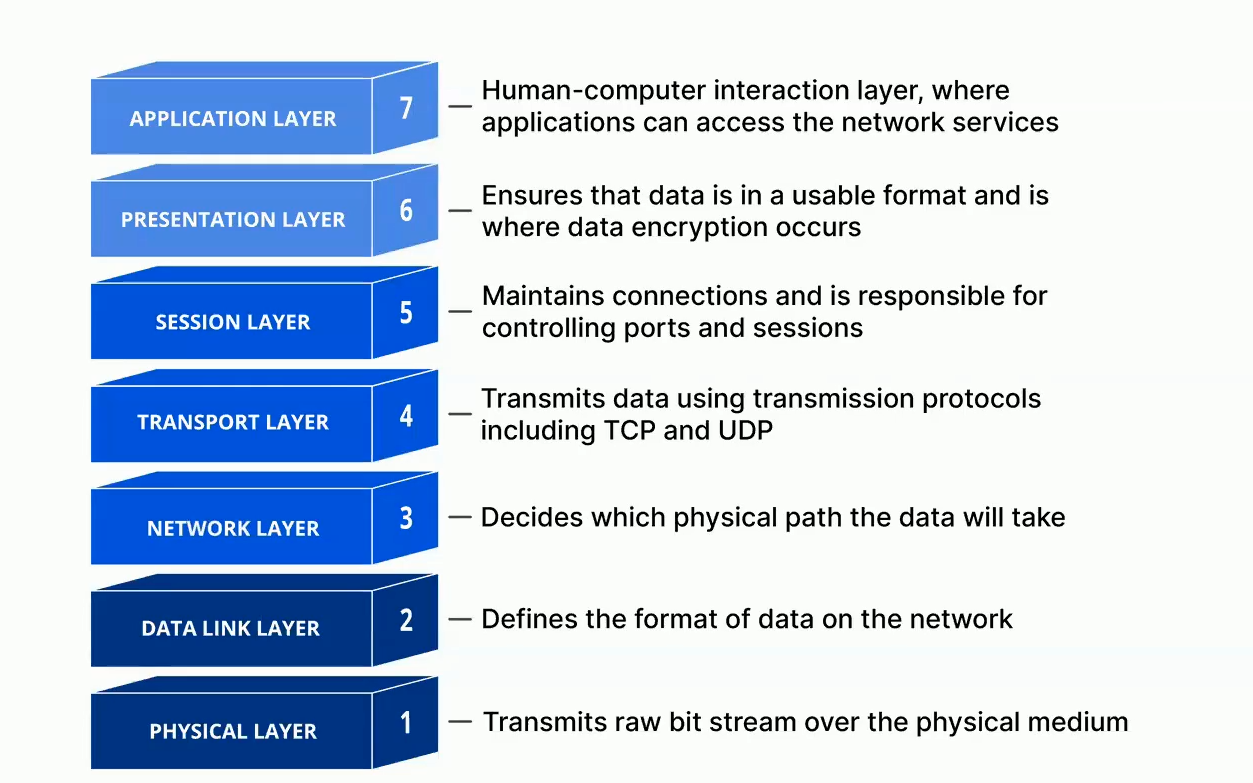 APPLICATION LAYER
7
Human-computer interaction layer, where
applications can access the network services
PRESENTATION LAYER
6
Ensures that data is in a usable format and is
where data encryption occurs
SESSION LAYER
5
Maintains connections and is responsible for
controlling ports and sessions
TRANSPORT LAYER
4
Transmits data using transmission protocols
including TCP and UDP
NETWORK LAYER
3
Decides which physical path the data will take
DATA LINK LAYER
2
Defines the format of data on the network
PHYSICAL LAYER
1
Transmits raw bit stream over the physical medium